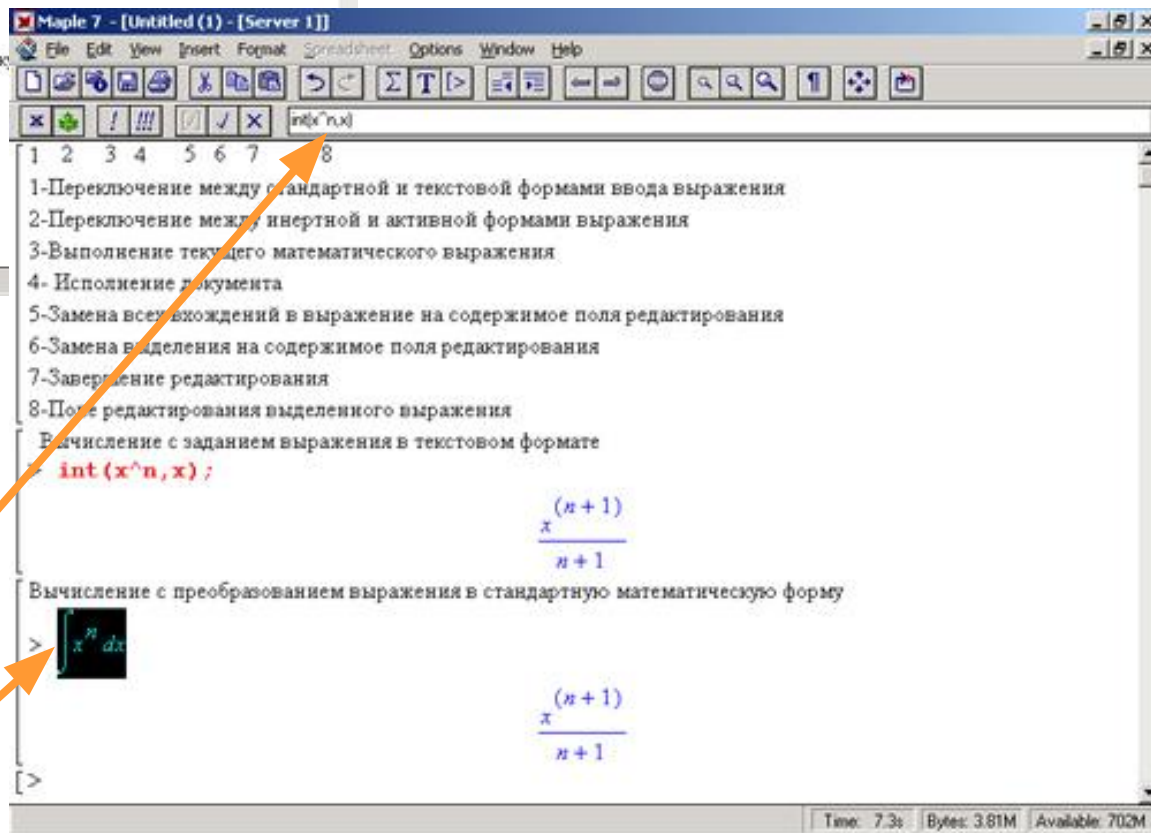 Maple 7 - [Untitled (1) - [Server 1]]
File Edit View Insert Format Spreadsheet Options Window Help
int(x^n,x)
1 2 3 4 5 6 7 8
1-Переключение между стандартной и текстовой формами ввода выражения
2-Переключение между инертной и активной формами выражения
3-Выполнение текущего математического выражения
4- Исполнение документа
5-Замена всех вхождений в выражение на содержимое поля редактирования
6-Замена выделения на содержимое поля редактирования
7-Завершение редактирования
8-Поле редактирования выделенного выражения
Вычисление с заданием выражения в текстовом формате
> int(x^n,x);
x^(n + 1)
n + 1
Вычисление с преобразованием выражения в стандартную математическую форму
> ∫x^n dx
x^(n + 1)
n + 1
[>
Time: 7.3s Bytes: 3.81M Available: 702M